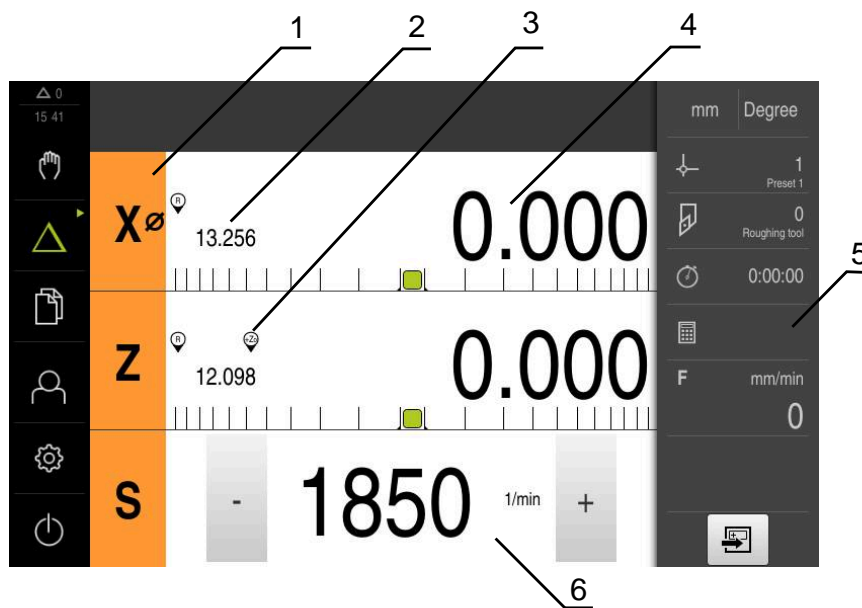 1 2 3 4
0
15 41
mm Degree
1
Preset 1
X⌀ R 13.256 0.000
0
Roughing tool
5
0:00:00
Z R +Z₀ 12.098 0.000
F mm/min
0
S - 1850 1/min +
6